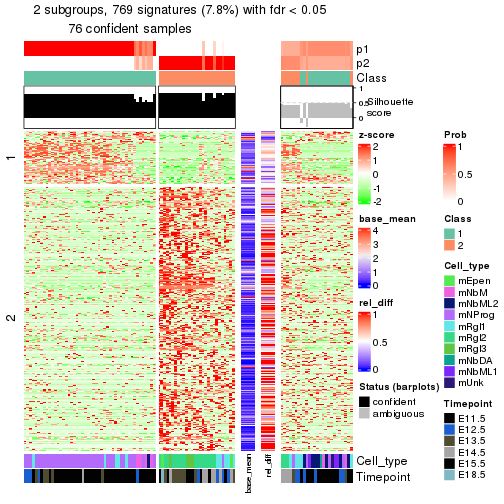 2 subgroups, 769 signatures (7.8%) with fdr < 0.05
76 confident samples
p1
p2
Class
1
0.5
0
Silhouette
score
1
2
z-score
2
1
0
-1
-2
base_mean
4
3
2
1
0
rel_diff
1
0.5
0
Status (barplots)
confident
ambiguous
Prob
1
0.5
0
Class
1
2
Cell_type
mEpen
mNbM
mNbML2
mNProg
mRgl1
mRgl2
mRgl3
mNbDA
mNbML1
mUnk
Timepoint
E11.5
E12.5
E13.5
E14.5
E15.5
E18.5
Cell_type
Timepoint
base_mean
rel_diff